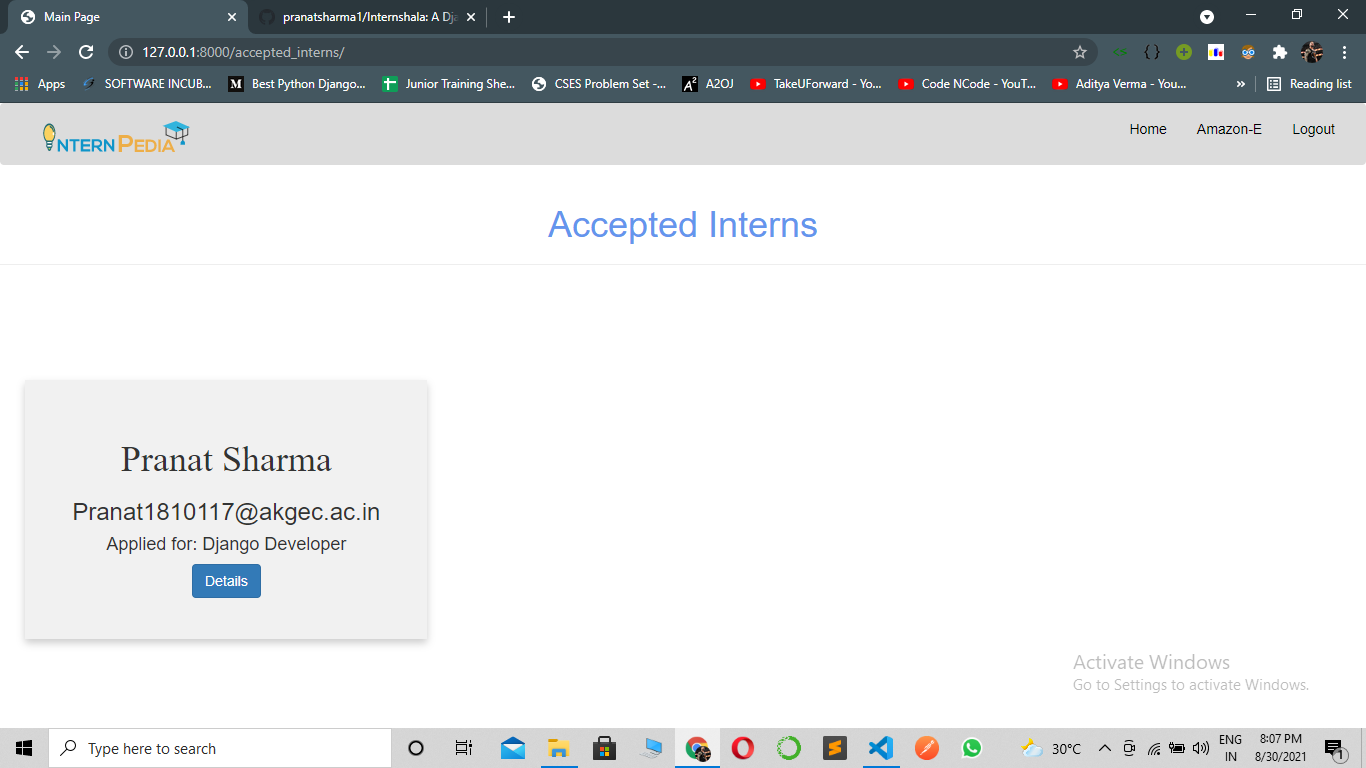 Main Page
pranatsharma1/Internshala: A Dja
127.0.0.1:8000/accepted_interns/
Apps
SOFTWARE INCUB...
M
Best Python Django...
Junior Training She...
CSES Problem Set -...
A2
A2OJ
TakeUForward - Yo...
Code NCode - YouT...
Aditya Verma - You...
»
Reading list
INTERN PEDIA
Home
Amazon-E
Logout
Accepted Interns
Pranat Sharma
Pranat1810117@akgec.ac.in
Applied for: Django Developer
Details
Activate Windows
Go to Settings to activate Windows.
Type here to search
30°C
ENG
IN
8:07 PM
8/30/2021
1